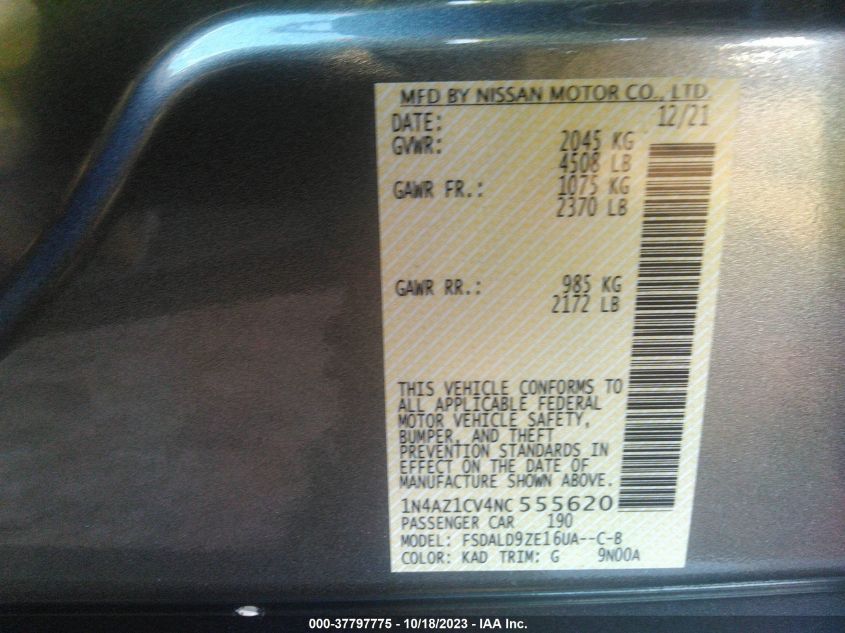 MFD BY NISSAN MOTOR CO., LTD
DATE: 12/21
GVWR: 2045 KG
4508 LB
GAWR FR.: 1075 KG
2370 LB
GAWR RR.: 985 KG
2172 LB
THIS VEHICLE CONFORMS TO
ALL APPLICABLE FEDERAL
MOTOR VEHICLE SAFETY,
BUMPER, AND THEFT
PREVENTION STANDARDS IN
EFFECT ON THE DATE OF
MANUFACTURE SHOWN ABOVE.
1N4AZ1CV4NC555620
PASSENGER CAR 190
MODEL: FSDALD9ZE16UA--C-B
COLOR: KAD TRIM: G 9N00A
000-37797775 - 10/18/2023 - IAA Inc.